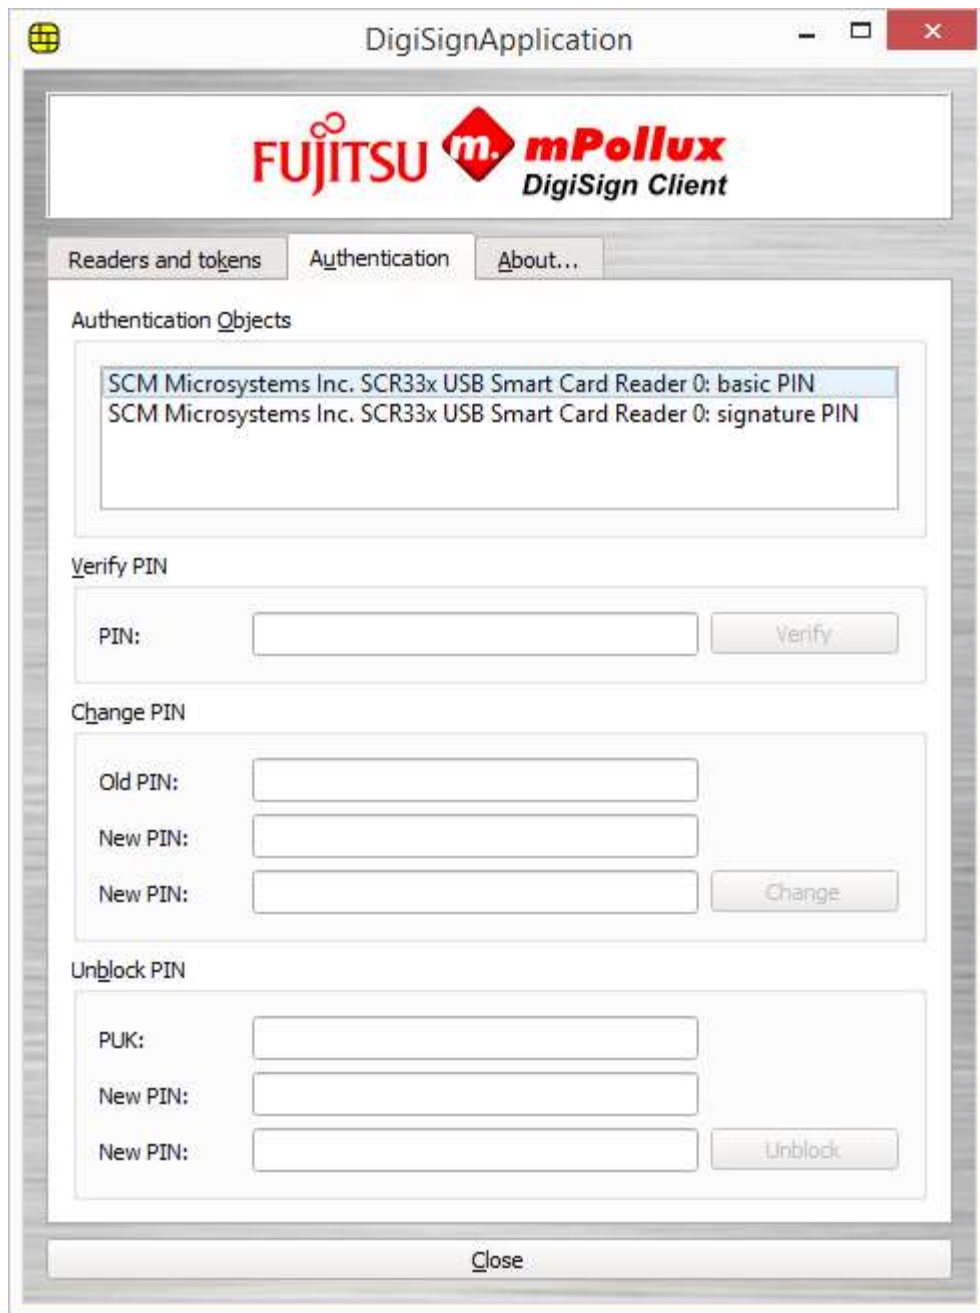 DigiSignApplication
FUJITSU m. mPollux
DigiSign Client
Readers and tokens Authentication About...
Authentication Objects
SCM Microsystems Inc. SCR33x USB Smart Card Reader 0: basic PIN
SCM Microsystems Inc. SCR33x USB Smart Card Reader 0: signature PIN
Verify PIN
PIN: Verify
Change PIN
Old PIN:
New PIN:
New PIN: Change
Unblock PIN
PUK:
New PIN:
New PIN: Unblock
Close